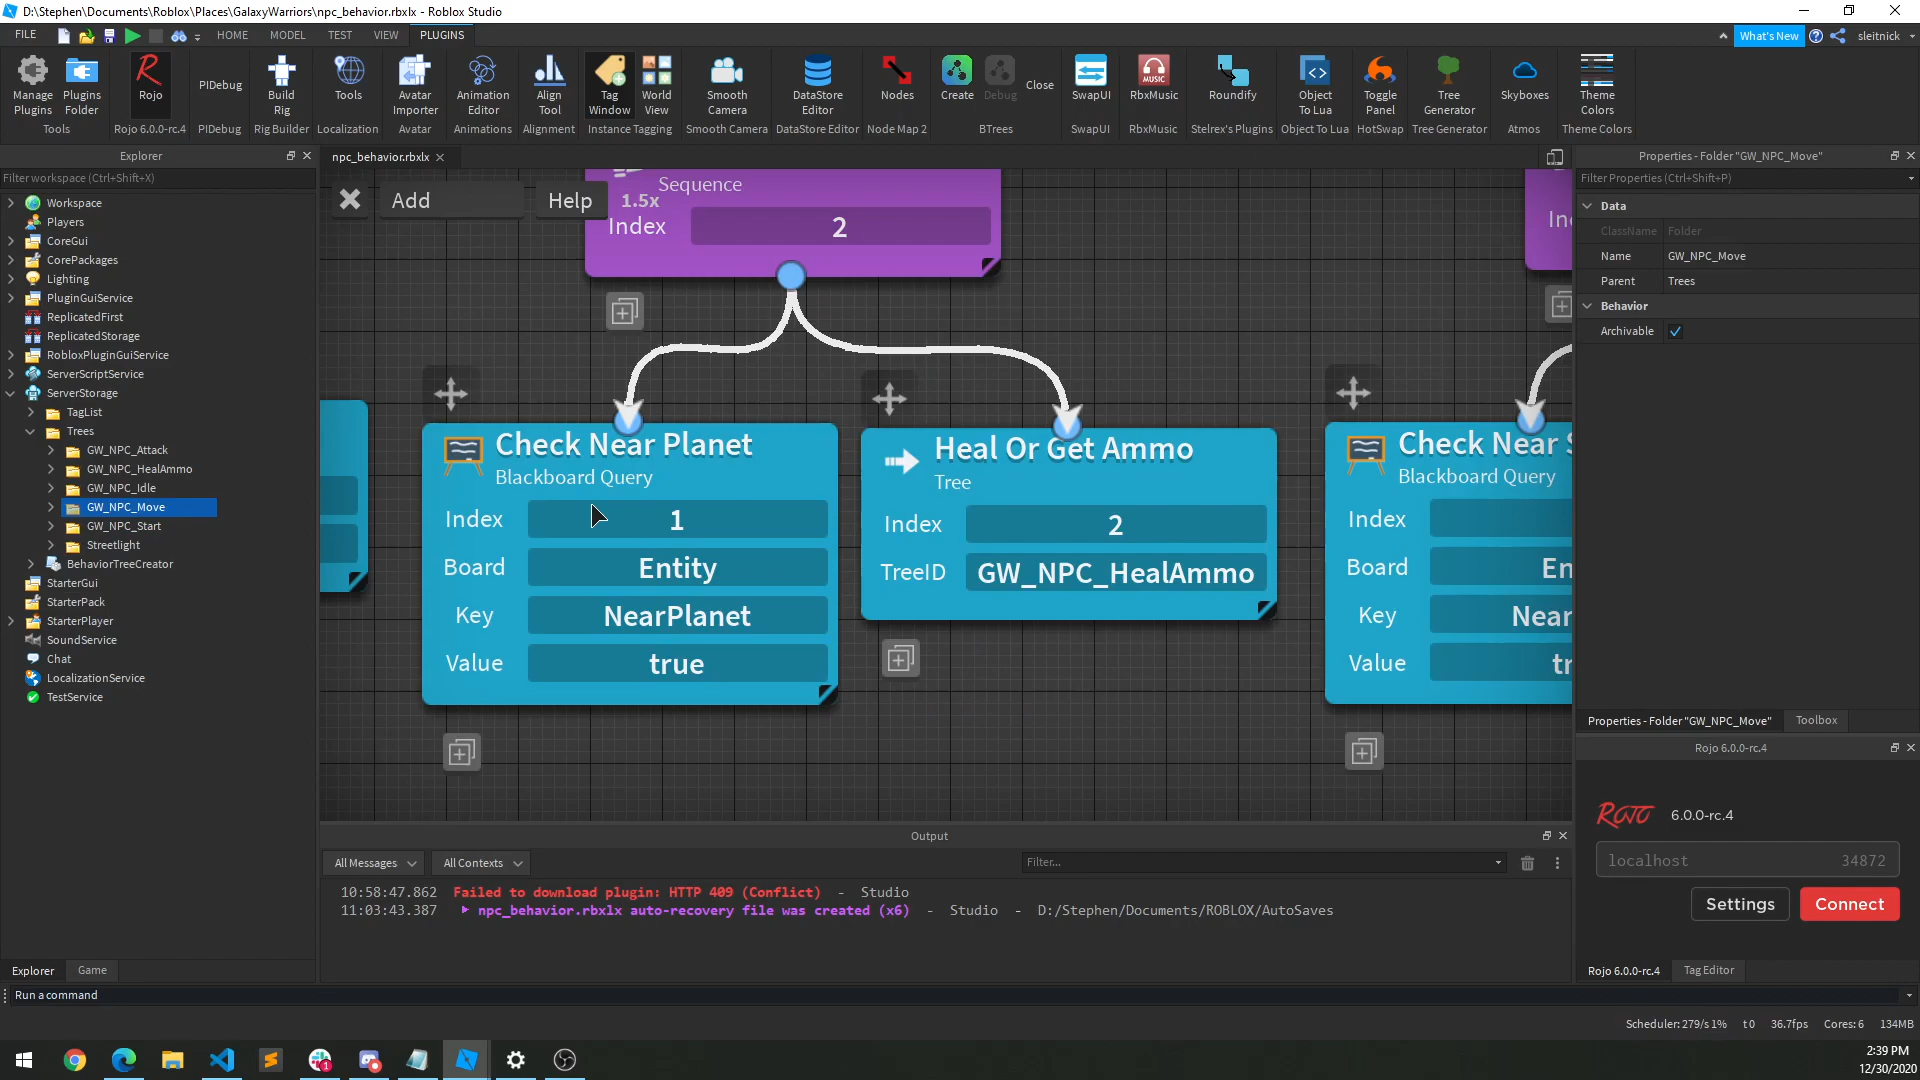 D:\Stephen\Documents\Roblox\Places\GalaxyWarriors\npc_behavior.rbxlx - Roblox Studio
FILE
HOME
MODEL
TEST
VIEW
PLUGINS
What's New
sleitnick
Manage Plugins
Plugins Folder
Rojo
PIDebug
Build Rig
Tools
Avatar Importer
Animation Editor
Align Tool
Tag Window
World View
Smooth Camera
DataStore Editor
Nodes
Create
Debug
Close
SwapUI
MUSIC
RbxMusic
Roundify
Object To Lua
Toggle Panel
Tree Generator
Skyboxes
Theme Colors
Tools
Rojo 6.0.0-rc.4
PIDebug
Rig Builder
Localization
Avatar
Animations
Alignment
Instance Tagging
Smooth Camera
DataStore Editor
Node Map 2
BTrees
SwapUI
RbxMusic
Stelrex's Plugins
Object To Lua
HotSwap
Tree Generator
Atmos
Theme Colors
Explorer
Filter workspace (Ctrl+Shift+X)
Workspace
Players
CoreGui
CorePackages
Lighting
PluginGuiService
ReplicatedFirst
ReplicatedStorage
RobloxPluginGuiService
ServerScriptService
ServerStorage
TagList
Trees
GW_NPC_Attack
GW_NPC_HealAmmo
GW_NPC_Idle
GW_NPC_Move
GW_NPC_Start
Streetlight
BehaviorTreeCreator
StarterGui
StarterPack
StarterPlayer
SoundService
Chat
LocalizationService
TestService
Explorer
Game
npc_behavior.rbxlx
Add
Help
1.5x
Sequence
Index 2
Check Near Planet
Blackboard Query
Index 1
Board Entity
Key NearPlanet
Value true
Heal Or Get Ammo
Tree
Index 2
TreeID GW_NPC_HealAmmo
Check Near
Blackboard Query
Index
Board En
Key Near
Value tr
Output
All Messages
All Contexts
Filter...
10:58:47.862 Failed to download plugin: HTTP 409 (Conflict) - Studio
11:03:43.387 npc_behavior.rbxlx auto-recovery file was created (x6) - Studio - D:/Stephen/Documents/ROBLOX/AutoSaves
Properties - Folder "GW_NPC_Move"
Filter Properties (Ctrl+Shift+P)
Data
ClassName Folder
Name GW_NPC_Move
Parent Trees
Behavior
Archivable
Properties - Folder "GW_NPC_Move"
Toolbox
Rojo 6.0.0-rc.4
ROJO 6.0.0-rc.4
localhost 34872
Settings
Connect
Rojo 6.0.0-rc.4
Tag Editor
Run a command
Scheduler: 279/s 1% t 0 36.7fps Cores: 6 134MB
2:39 PM
12/30/2020